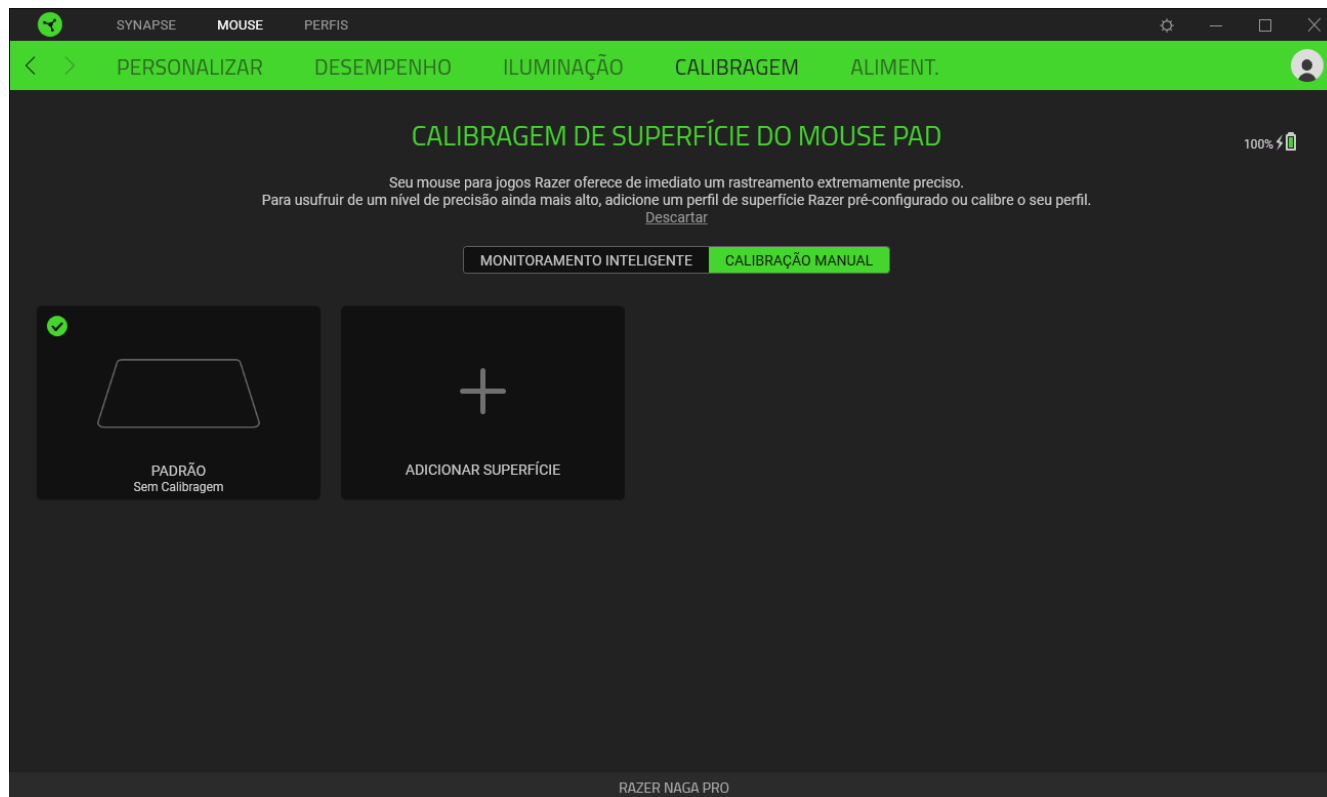 SYNAPSE MOUSE PERFIS
PERSONALIZAR DESEMPENHO ILUMINAÇÃO CALIBRAGEM ALIMENT.
CALIBRAGEM DE SUPERFÍCIE DO MOUSE PAD
100%
Seu mouse para jogos Razer oferece de imediato um rastreamento extremamente preciso.
Para usufruir de um nível de precisão ainda mais alto, adicione um perfil de superfície Razer pré-configurado ou calibre o seu perfil.
Descartar
MONITORAMENTO INTELIGENTE CALIBRAÇÃO MANUAL
PADRÃO
Sem Calibragem
ADICIONAR SUPERFÍCIE
RAZER NAGA PRO